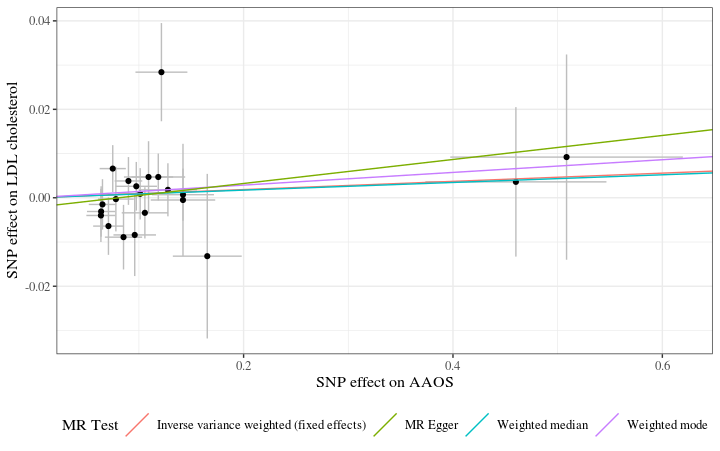 SNP effect on LDL cholesterol
0.04
0.02
0.00
-0.02
0.2 0.4 0.6
SNP effect on AAOS
MR Test Inverse variance weighted (fixed effects) MR Egger Weighted median Weighted mode